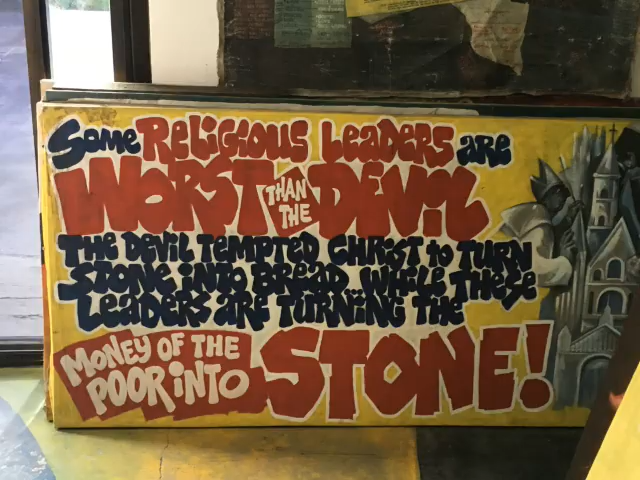 Some Religious Leaders are
WORST THAN THE DEVIL
THE DEVIL TEMPTED CHRIST to TURN
STONE iNTO BREAD... WHiLE THESE
LEADERS ARE TURNiNG THE
MONEY OF THE
POOR iNTO
STONE!